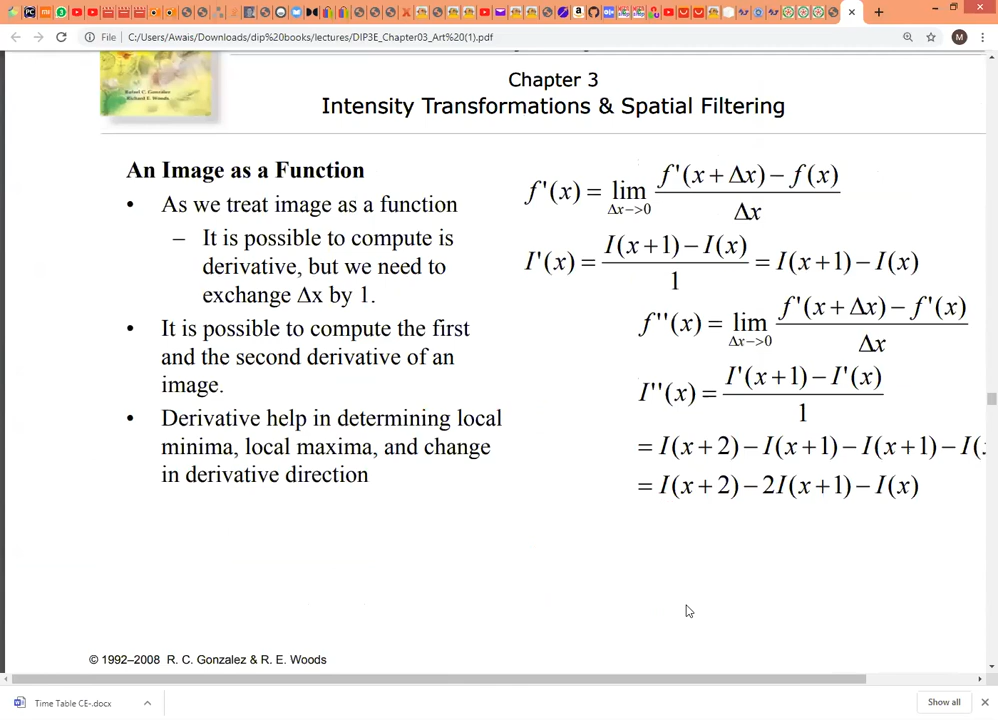 File | C:/Users/Awais/Downloads/dip%20books/lectures/DIP3E_Chapter03_Art%20(1).pdf
M
Rafael C. Gonzalez
Richard E. Woods
Chapter 3
Intensity Transformations & Spatial Filtering
An Image as a Function
• As we treat image as a function
– It is possible to compute is
derivative, but we need to
exchange Δx by 1.
• It is possible to compute the first
and the second derivative of an
image.
• Derivative help in determining local
minima, local maxima, and change
in derivative direction
f'(x) = lim Δx−>0 f'(x + Δx) − f(x) / Δx
I'(x) = I(x+1) − I(x) / 1 = I(x+1) − I(x)
f''(x) = lim Δx−>0 f'(x + Δx) − f'(x) / Δx
I''(x) = I'(x+1) − I'(x) / 1
= I(x+2) − I(x+1) − I(x+1) − I(
= I(x+2) − 2I(x+1) − I(x)
© 1992–2008 R. C. Gonzalez & R. E. Woods
Time Table CE-.docx
Show all